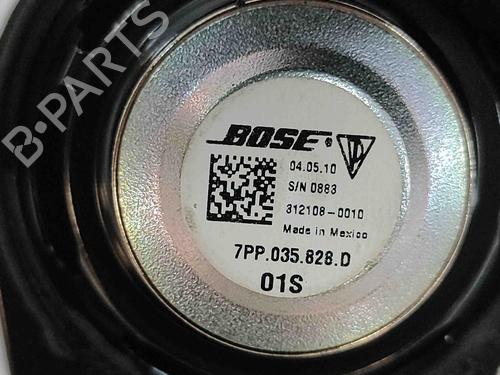 B-PARTS
BOSE®
04.05.10
S/N 0883
312108-0010
Made in Mexico
7PP.035.828.D
01S